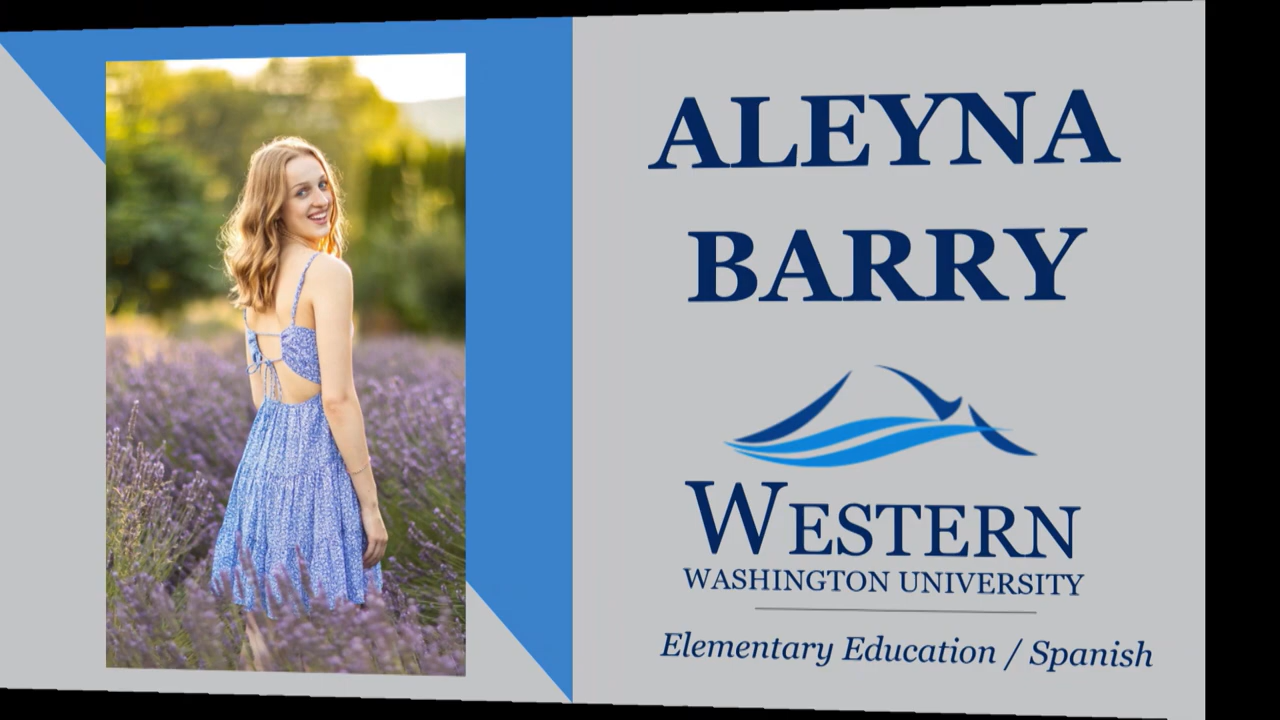 ALEYNA
BARRY
WESTERN
WASHINGTON UNIVERSITY
Elementary Education / Spanish